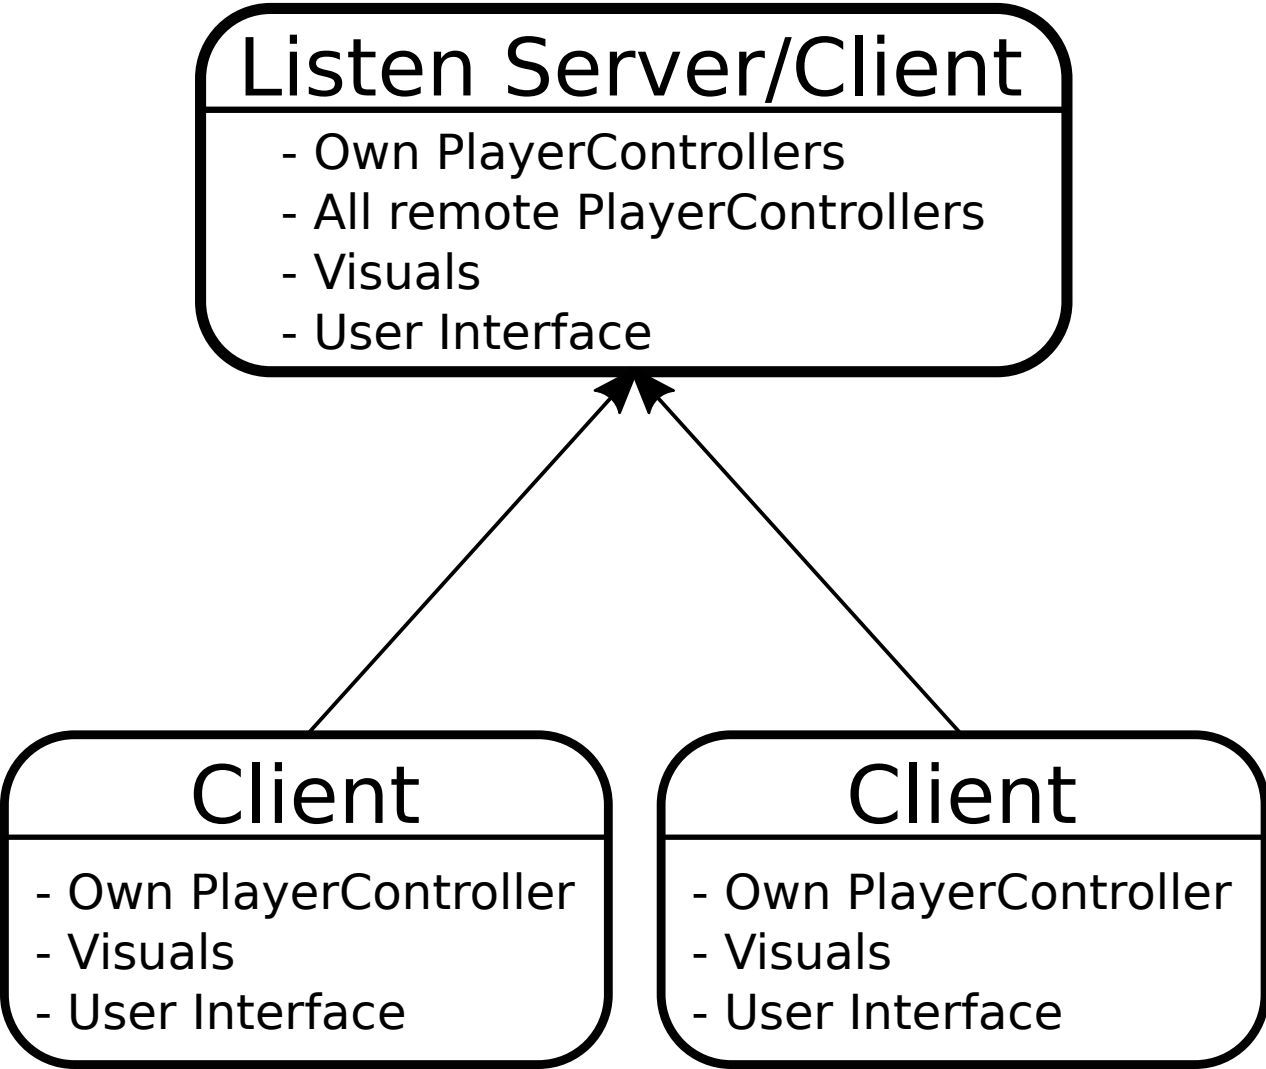 Listen Server/Client
- Own PlayerControllers
- All remote PlayerControllers
- Visuals
- User Interface
Client
- Own PlayerController
- Visuals
- User Interface
Client
- Own PlayerController
- Visuals
- User Interface